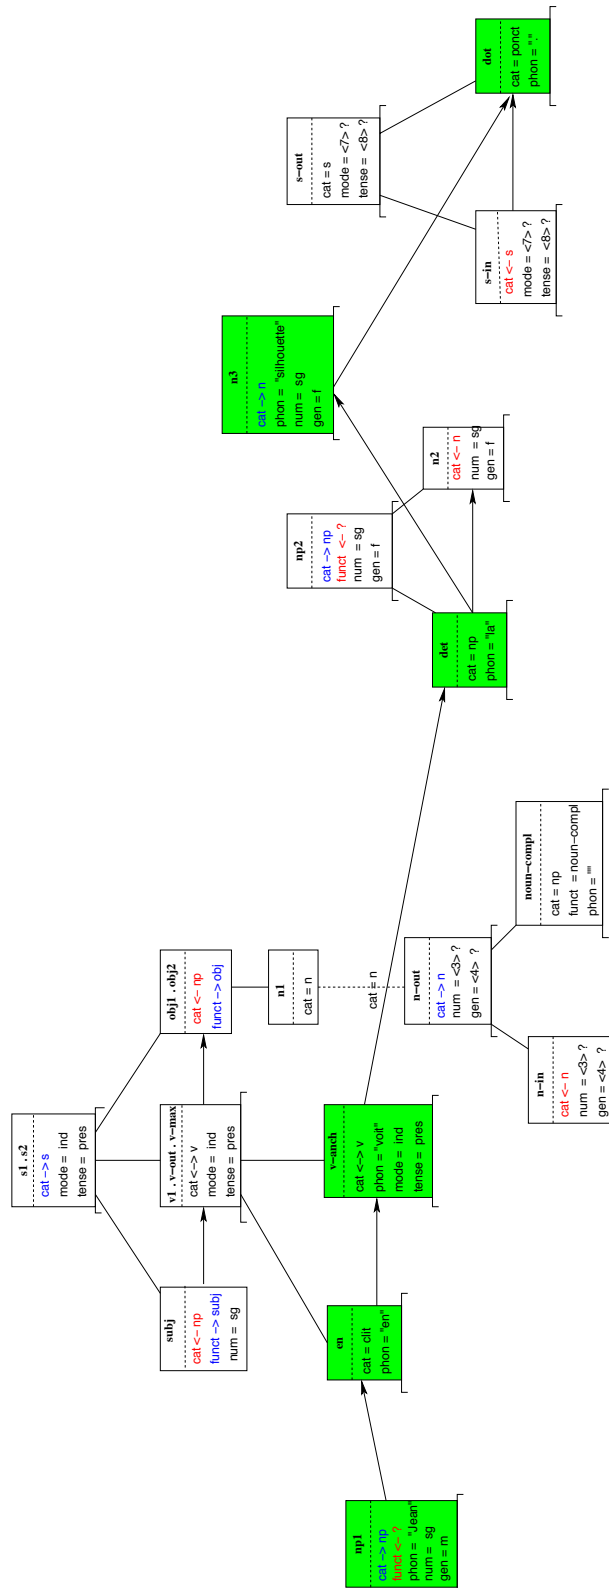 s1 . s2
cat -> s
mode = ind
tense = pres
subj
cat <- np
funct -> subj
num = sg
v1 . v-out . v-max
cat <-> v
mode = ind
tense = pres
obj1 . obj2
cat <- np
funct -> obj
n1
cat = n
cat = n
np1
cat -> np
funct <- ?
phon = "Jean"
num = sg
gen = m
en
cat = clit
phon = "en"
v-anch
cat <-> v
phon = "voit"
mode = ind
tense = pres
n-out
cat -> n
num = <3> ?
gen = <4> ?
n-in
cat <- n
num = <3> ?
gen = <4> ?
noun-compl
cat = np
funct = noun-compl
phon = ""
det
cat = np
phon = "la"
np2
cat -> np
funct <- ?
num = sg
gen = f
n2
cat <- n
num = sg
gen = f
n3
cat -> n
phon = "silhouette"
num = sg
gen = f
s-out
cat = s
mode = <7> ?
tense = <8> ?
s-in
cat <- s
mode = <7> ?
tense = <8> ?
dot
cat = ponct
phon = "."